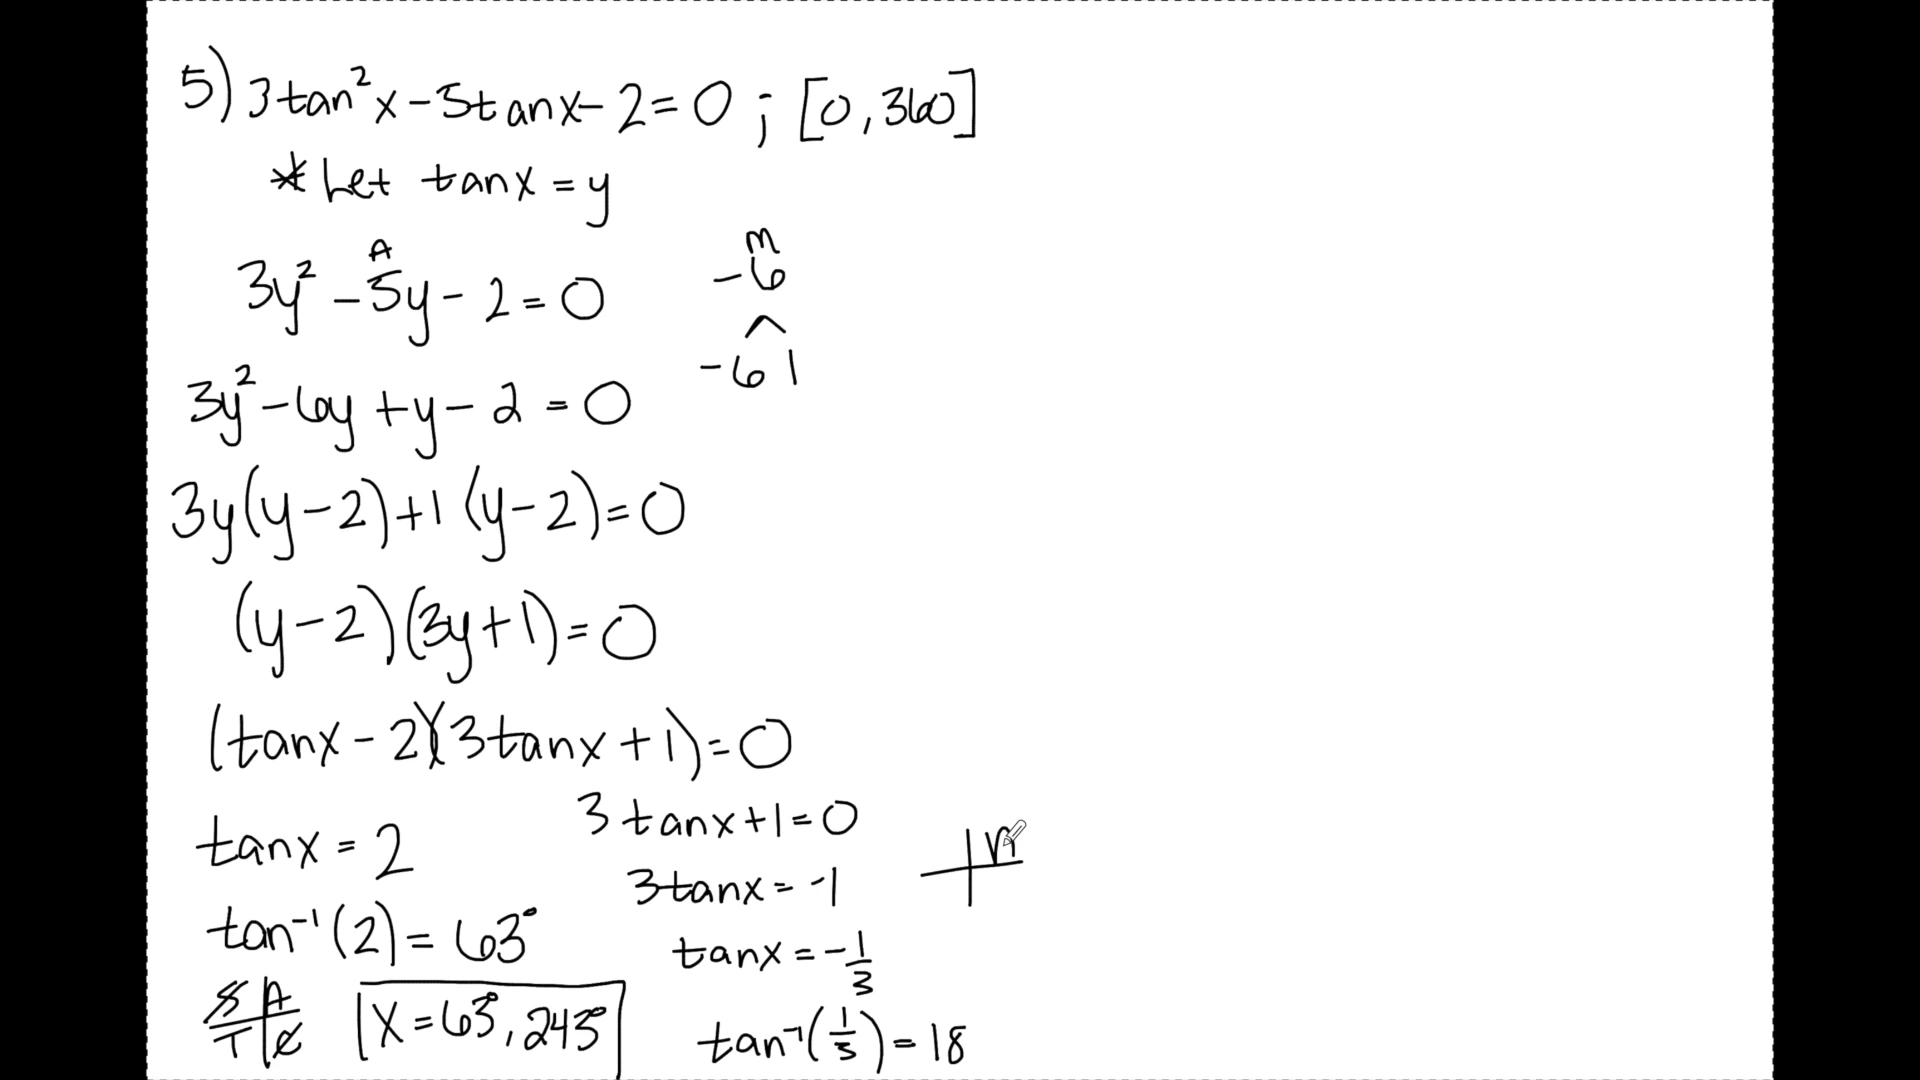 5) 3tan²x - 5tanx - 2 = 0 ; [0, 360]
* Let tanx = y
A
3y² - 5y - 2 = 0
M
-6
-6 1
3y² - 6y + y - 2 = 0
3y(y - 2) + 1(y - 2) = 0
(y - 2)(3y + 1) = 0
(tanx - 2)(3tanx + 1) = 0
tanx = 2
tan⁻¹(2) = 63°
S A
T C
x = 63°, 243°
3tanx + 1 = 0
3tanx = -1
tanx = -1/3
tan⁻¹(1/3) = 18